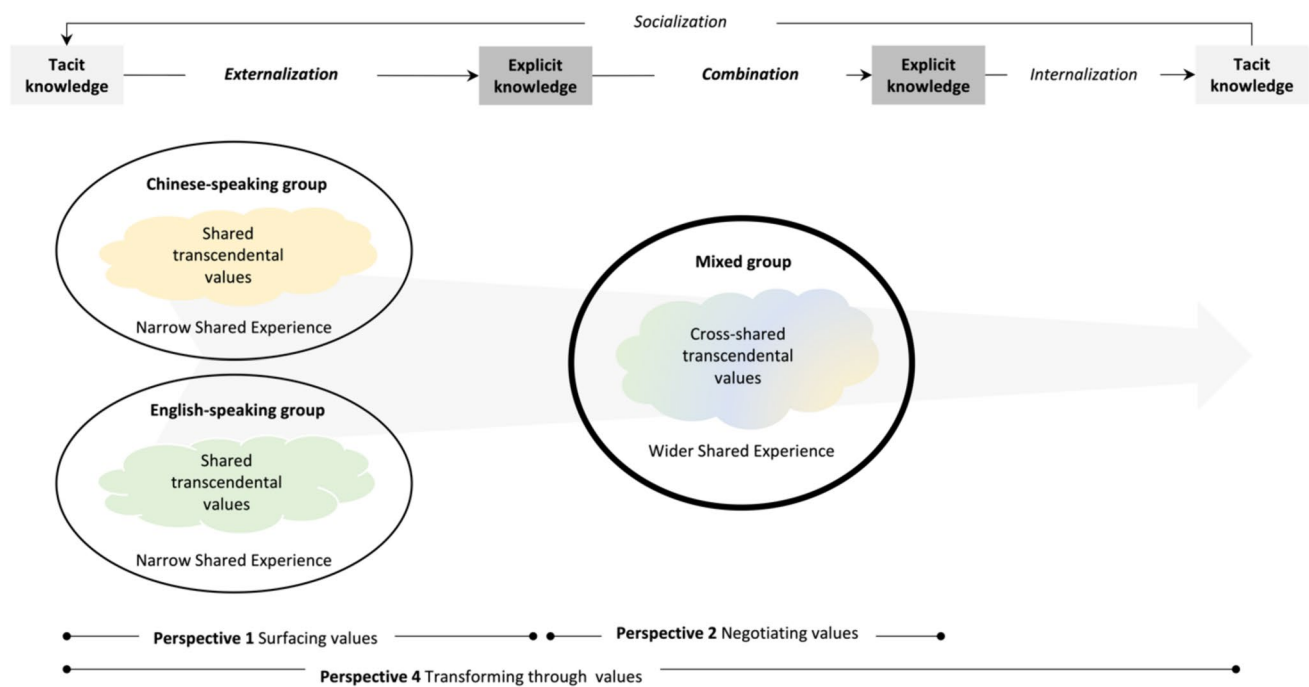 Socialization
Tacit
knowledge
Externalization
Explicit
knowledge
Combination
Explicit
knowledge
Internalization
Tacit
knowledge
Chinese-speaking group
Shared
transcendental
values
Narrow Shared Experience
English-speaking group
Shared
transcendental
values
Narrow Shared Experience
Mixed group
Cross-shared
transcendental
values
Wider Shared Experience
Perspective 1 Surfacing values
Perspective 2 Negotiating values
Perspective 4 Transforming through values